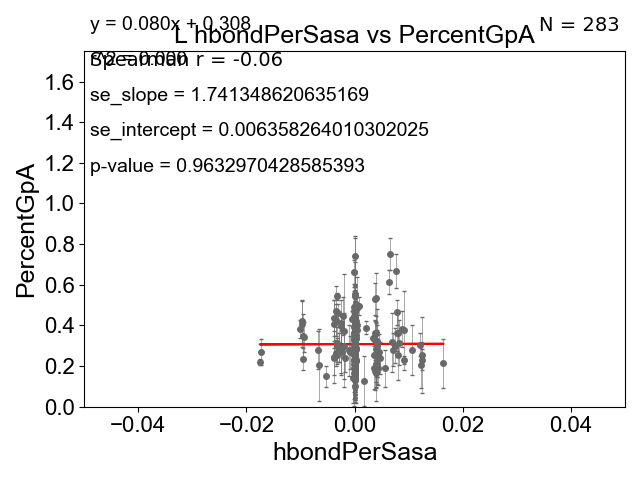 y = 0.080x + 0.308
N = 283
L hbondPerSasa vs PercentGpA
r^2 = 0.000
Spearman r = -0.06
se_slope = 1.741348620635169
se_intercept = 0.006358264010302025
p-value = 0.9632970428585393
PercentGpA
1.6
1.4
1.2
1.0
0.8
0.6
0.4
0.2
0.0
−0.04 −0.02 0.00 0.02 0.04
hbondPerSasa